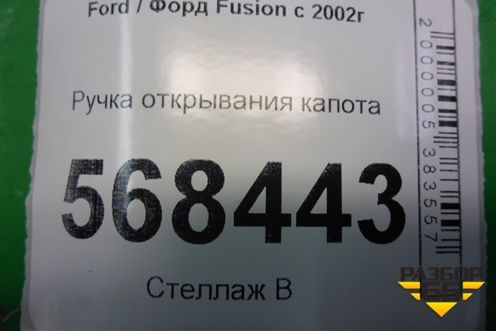 Ford / Форд Fusion с 2002г
Ручка открывания капота
568443
Стеллаж В
2000005383557
РАЗБОР
66